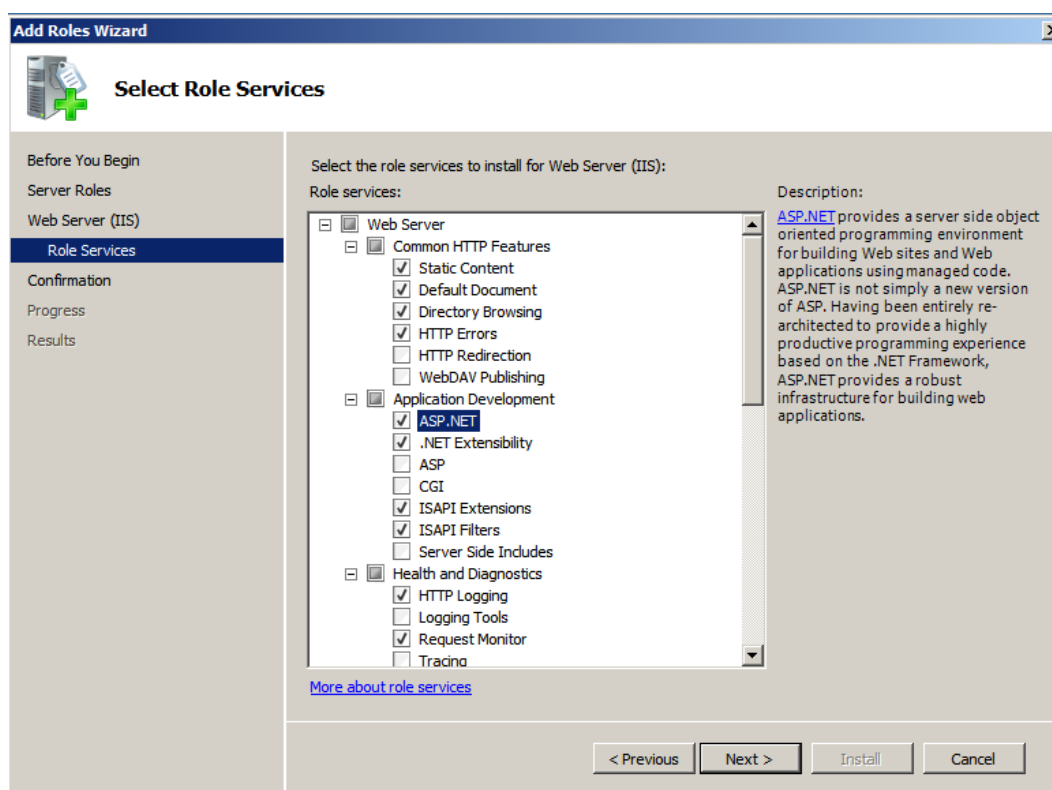 Add Roles Wizard
Select Role Services
Before You Begin
Server Roles
Web Server (IIS)
Role Services
Confirmation
Progress
Results
Select the role services to install for Web Server (IIS):
Role services:
Web Server
Common HTTP Features
Static Content
Default Document
Directory Browsing
HTTP Errors
HTTP Redirection
WebDAV Publishing
Application Development
ASP.NET
.NET Extensibility
ASP
CGI
ISAPI Extensions
ISAPI Filters
Server Side Includes
Health and Diagnostics
HTTP Logging
Logging Tools
Request Monitor
Tracing
More about role services
Description:
ASP.NET provides a server side object
oriented programming environment
for building Web sites and Web
applications using managed code.
ASP.NET is not simply a new version
of ASP. Having been entirely re-
architected to provide a highly
productive programming experience
based on the .NET Framework,
ASP.NET provides a robust
infrastructure for building web
applications.
< Previous
Next >
Install
Cancel